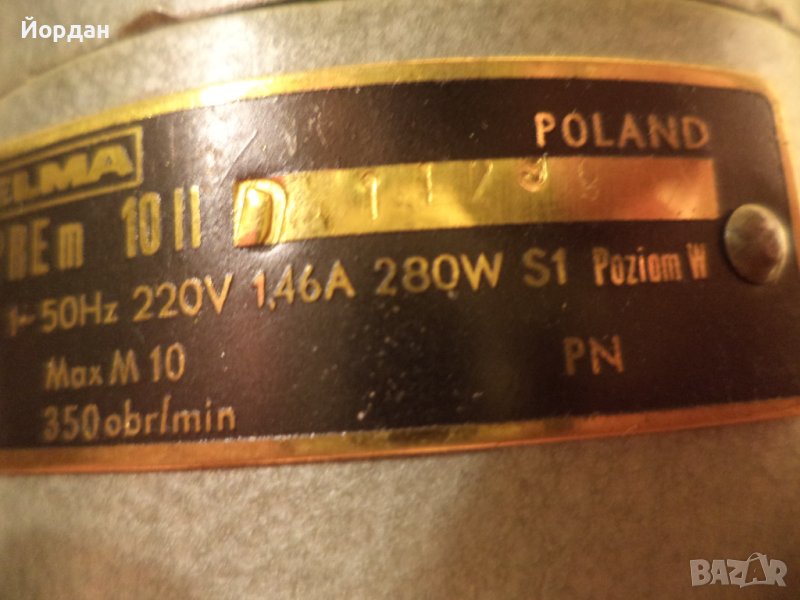 Йордан
POLAND
ELMA
10 II
1~50Hz 220V 1,46A 280W S1 Poziom W
Max M 10
PN
350 obr/min
BAZAR